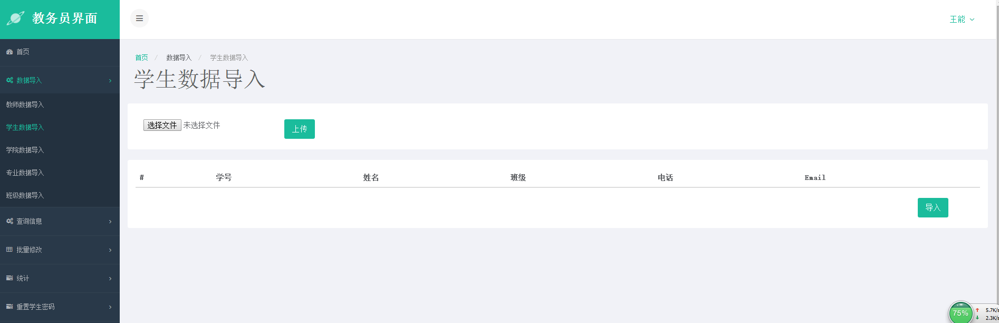 教务员界面
王能
首页
数据导入
教师数据导入
学生数据导入
学院数据导入
专业数据导入
班级数据导入
查询信息
批量修改
统计
重置学生密码
首页 / 数据导入 / 学生数据导入
学生数据导入
选择文件 未选择文件 上传
# 学号 姓名 班级 电话 Email
导入
75%
5.7K/s
2.3K/s